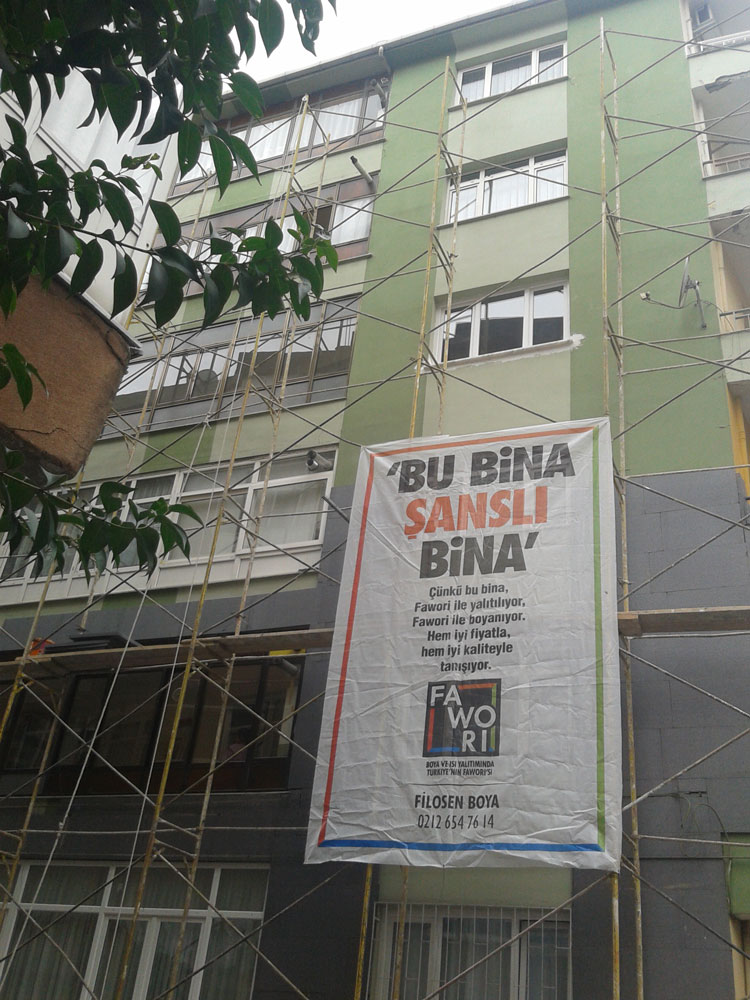 'BU BİNA
ŞANSLI
BİNA'
Çünkü bu bina,
Fawori ile yalıtılıyor,
Fawori ile boyanıyor.
Hem iyi fiyatla,
hem iyi kaliteyle
tanışıyor.
FA
WO
RI
BOYA VE ISI YALITIMINDA
TÜRKİYE'NİN FAWORİ'Sİ
FİLOSEN BOYA
0212 654 76 14